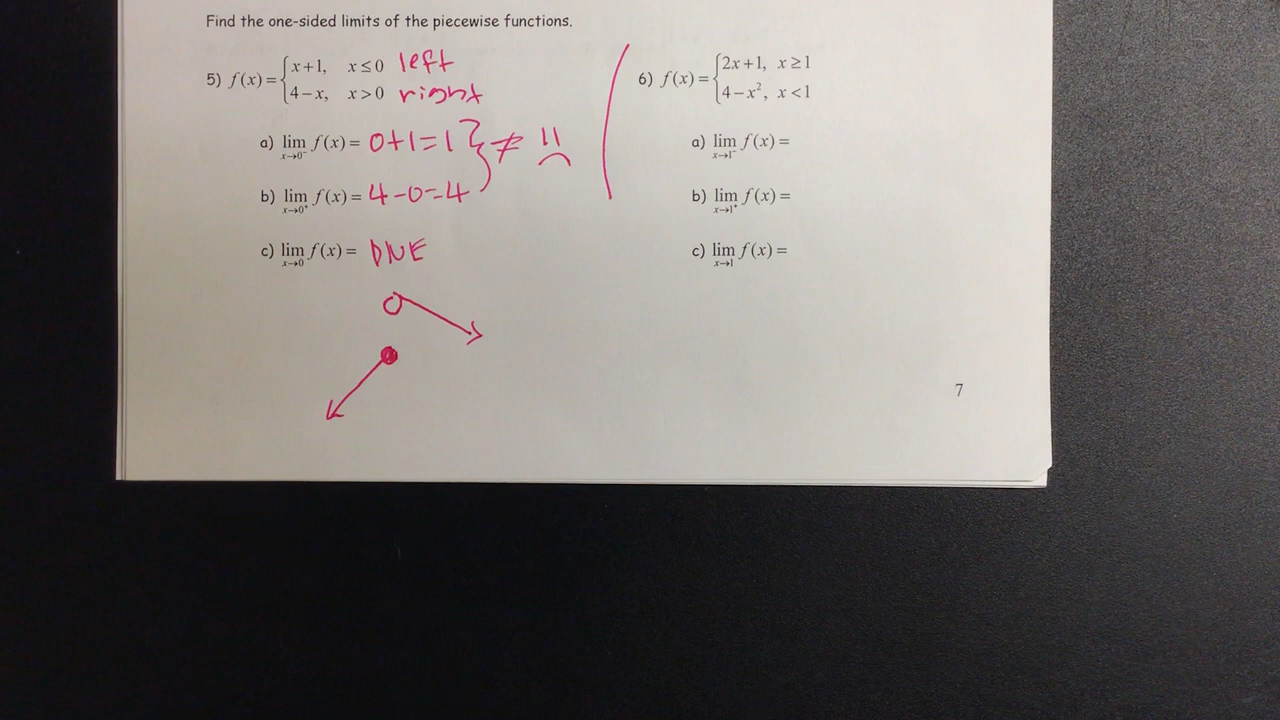 Find the one-sided limits of the piecewise functions.
5) f(x) = { x+1, x ≤ 0 left
4−x, x > 0 right
a) lim x→0⁻ f(x) = 0+1=1 } ≠
b) lim x→0⁺ f(x) = 4-0=4
c) lim x→0 f(x) = DNE
6) f(x) = { 2x+1, x ≥ 1
4−x², x < 1
a) lim x→1⁻ f(x) =
b) lim x→1⁺ f(x) =
c) lim x→1 f(x) =
7